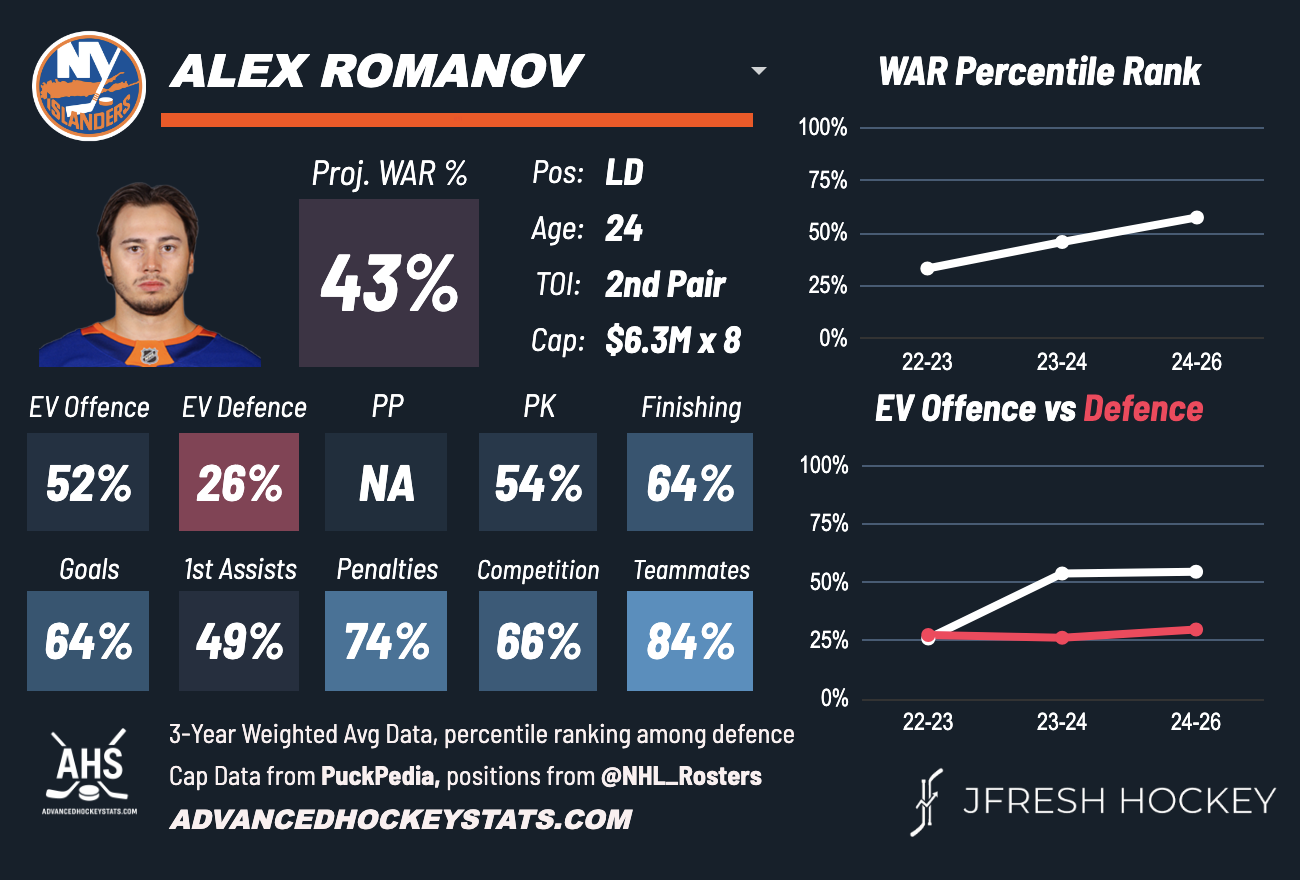 NY
ISLANDERS
ALEX ROMANOV
Proj. WAR %
43%
Pos: LD
Age: 24
TOI: 2nd Pair
Cap: $6.3M x 8
EV Offence EV Defence PP PK Finishing
52% 26% NA 54% 64%
Goals 1st Assists Penalties Competition Teammates
64% 49% 74% 66% 84%
3-Year Weighted Avg Data, percentile ranking among defence
Cap Data from PuckPedia, positions from @NHL_Rosters
ADVANCEDHOCKEYSTATS.COM
AHS
ADVANCEDHOCKEYSTATS.COM
WAR Percentile Rank
100%
75%
50%
25%
0%
22-23 23-24 24-26
EV Offence vs Defence
100%
75%
50%
25%
0%
22-23 23-24 24-26
JFRESH HOCKEY